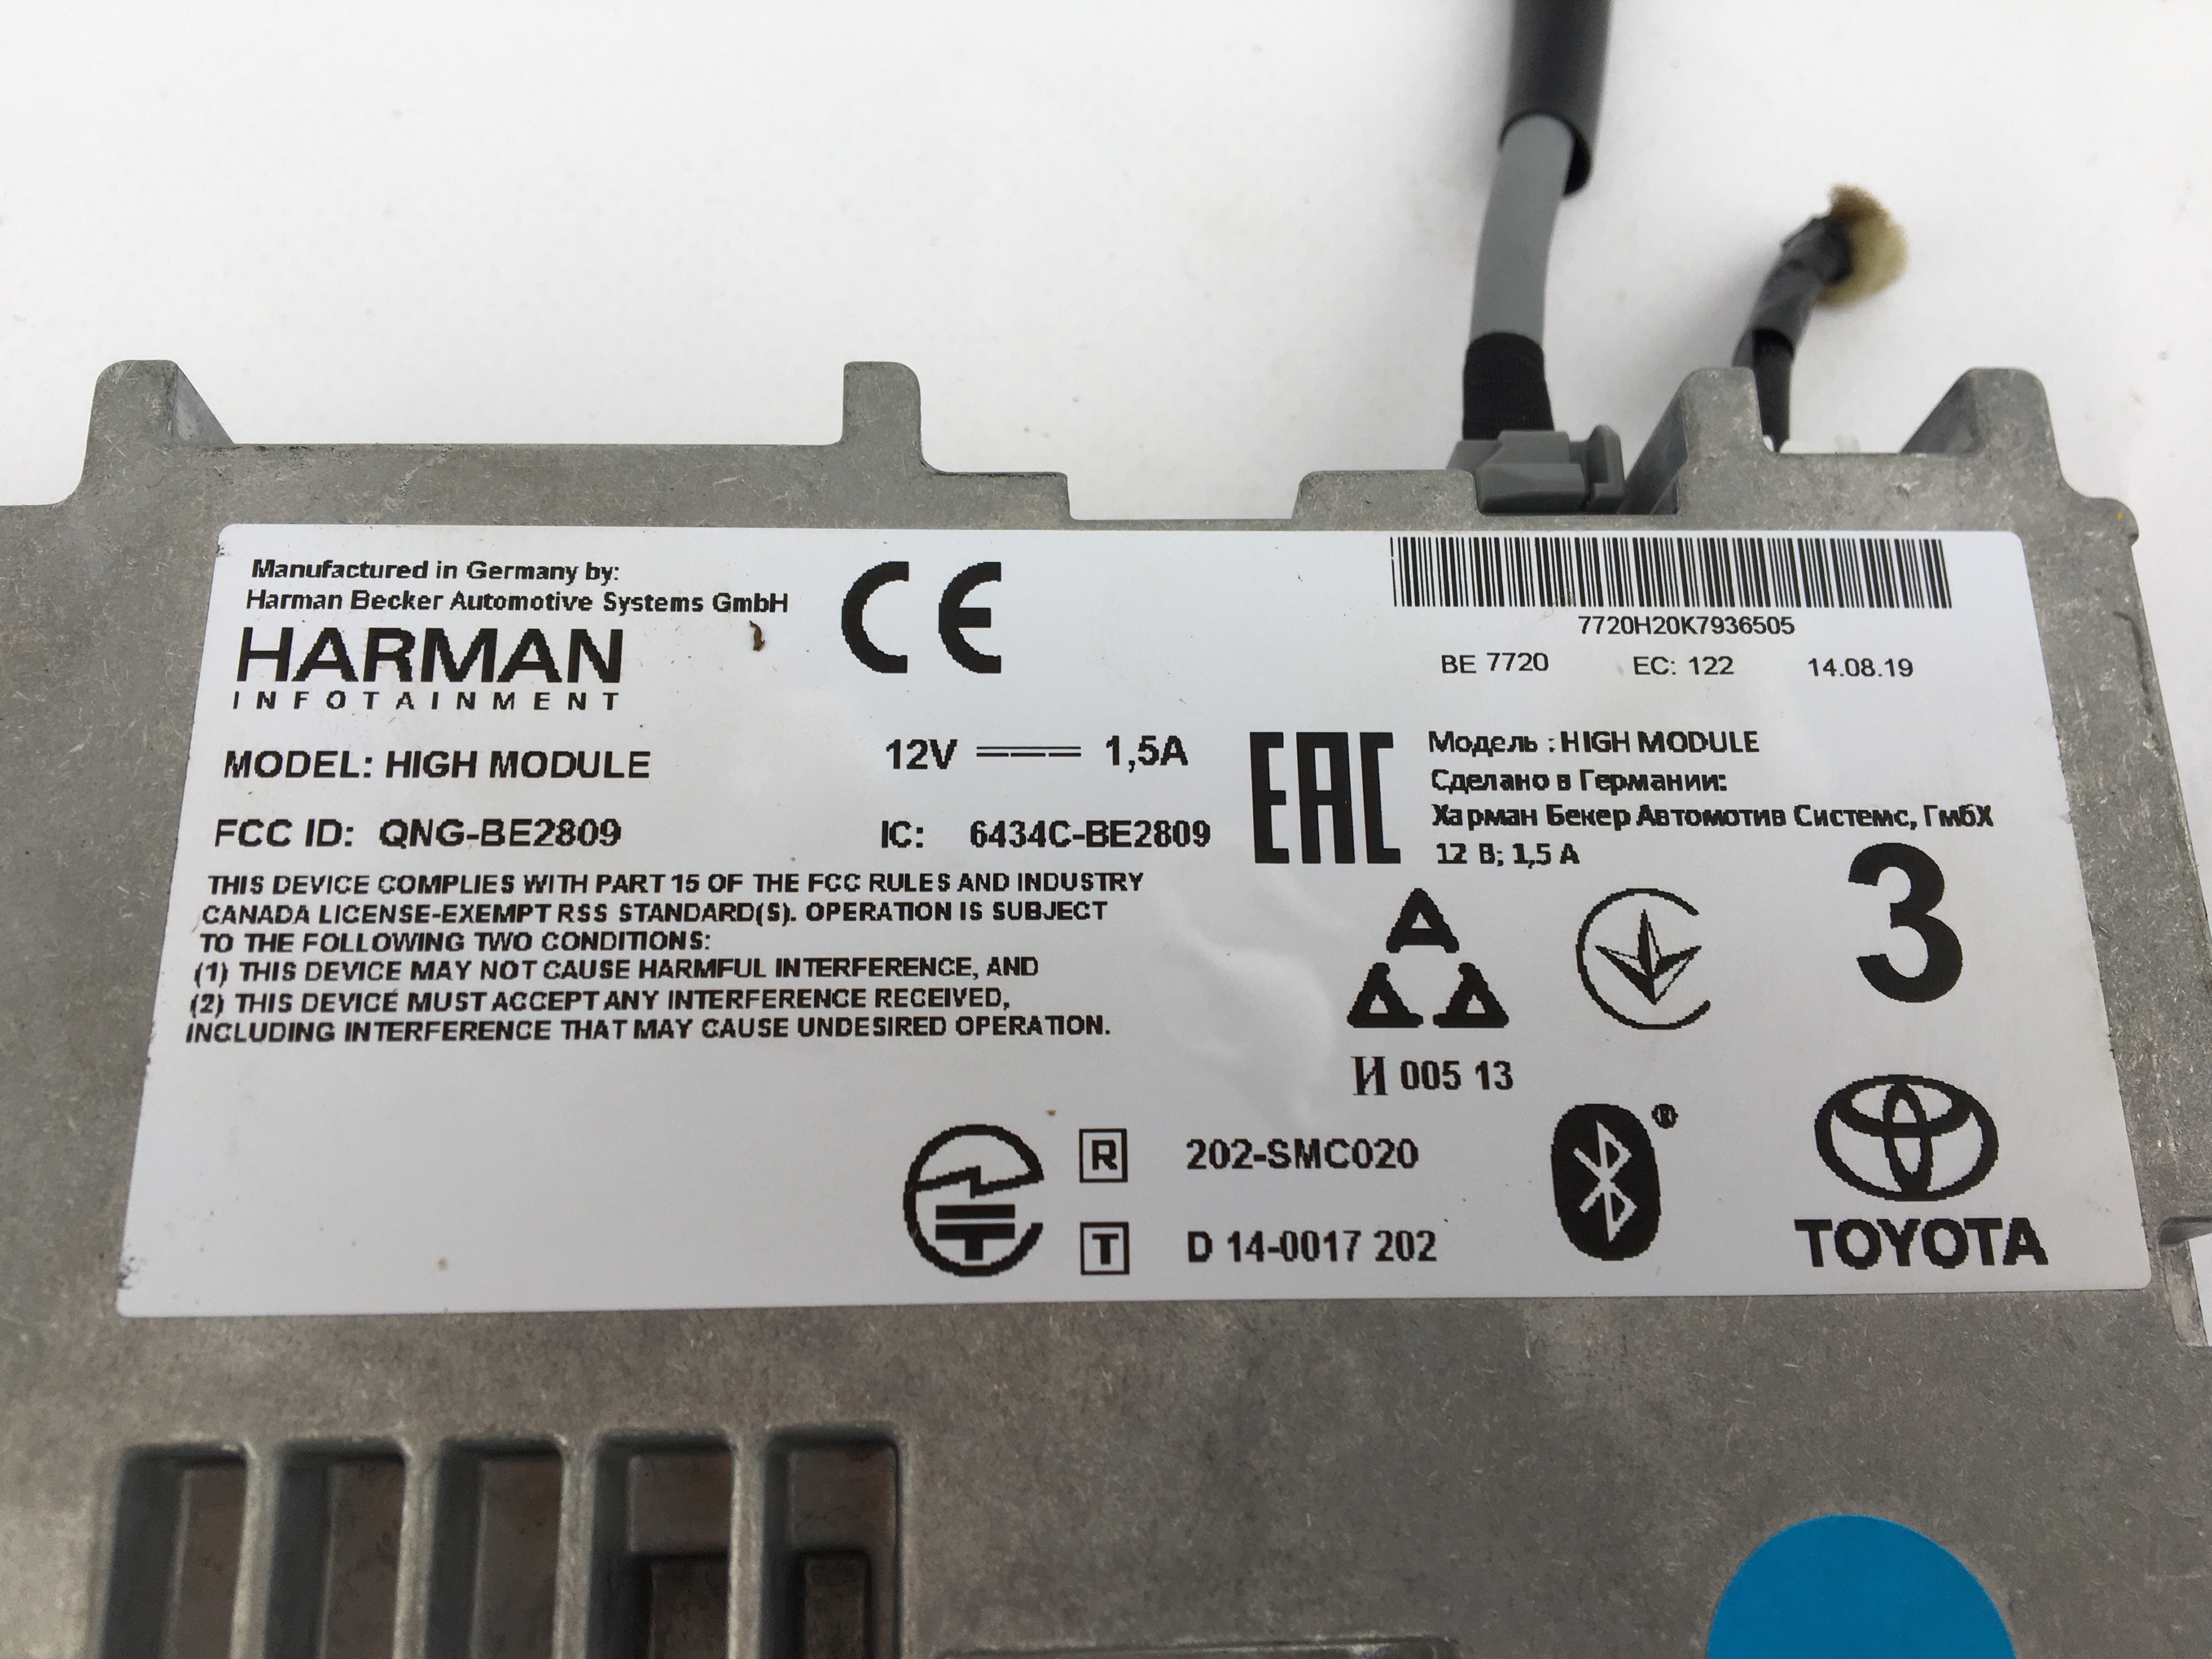 Manufactured in Germany by:
Harman Becker Automotive Systems GmbH
HARMAN
INFOTAINMENT
CE
7720H20K7936505
BE 7720 EC: 122 14.08.19
MODEL: HIGH MODULE
12V 1,5A
FCC ID: QNG-BE2809
IC: 6434C-BE2809
THIS DEVICE COMPLIES WITH PART 15 OF THE FCC RULES AND INDUSTRY
CANADA LICENSE-EXEMPT RSS STANDARD(S). OPERATION IS SUBJECT
TO THE FOLLOWING TWO CONDITIONS:
(1) THIS DEVICE MAY NOT CAUSE HARMFUL INTERFERENCE, AND
(2) THIS DEVICE MUST ACCEPT ANY INTERFERENCE RECEIVED,
INCLUDING INTERFERENCE THAT MAY CAUSE UNDESIRED OPERATION.
EAC
Модель : HIGH MODULE
Сделано в Германии:
Харман Бекер Автомотив Системс, ГмбХ
12 В; 1,5 А
3
И 005 13
R 202-SMC020
T D 14-0017 202
®
TOYOTA